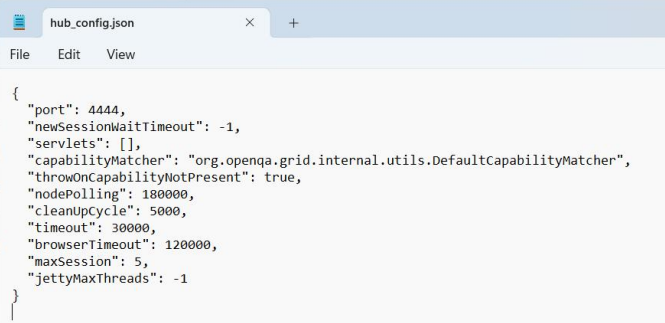 hub_config.json
File Edit View
{
"port": 4444,
"newSessionWaitTimeout": -1,
"servlets": [],
"capabilityMatcher": "org.openqa.grid.internal.utils.DefaultCapabilityMatcher",
"throwOnCapabilityNotPresent": true,
"nodePolling": 180000,
"cleanUpCycle": 5000,
"timeout": 30000,
"browserTimeout": 120000,
"maxSession": 5,
"jettyMaxThreads": -1
}